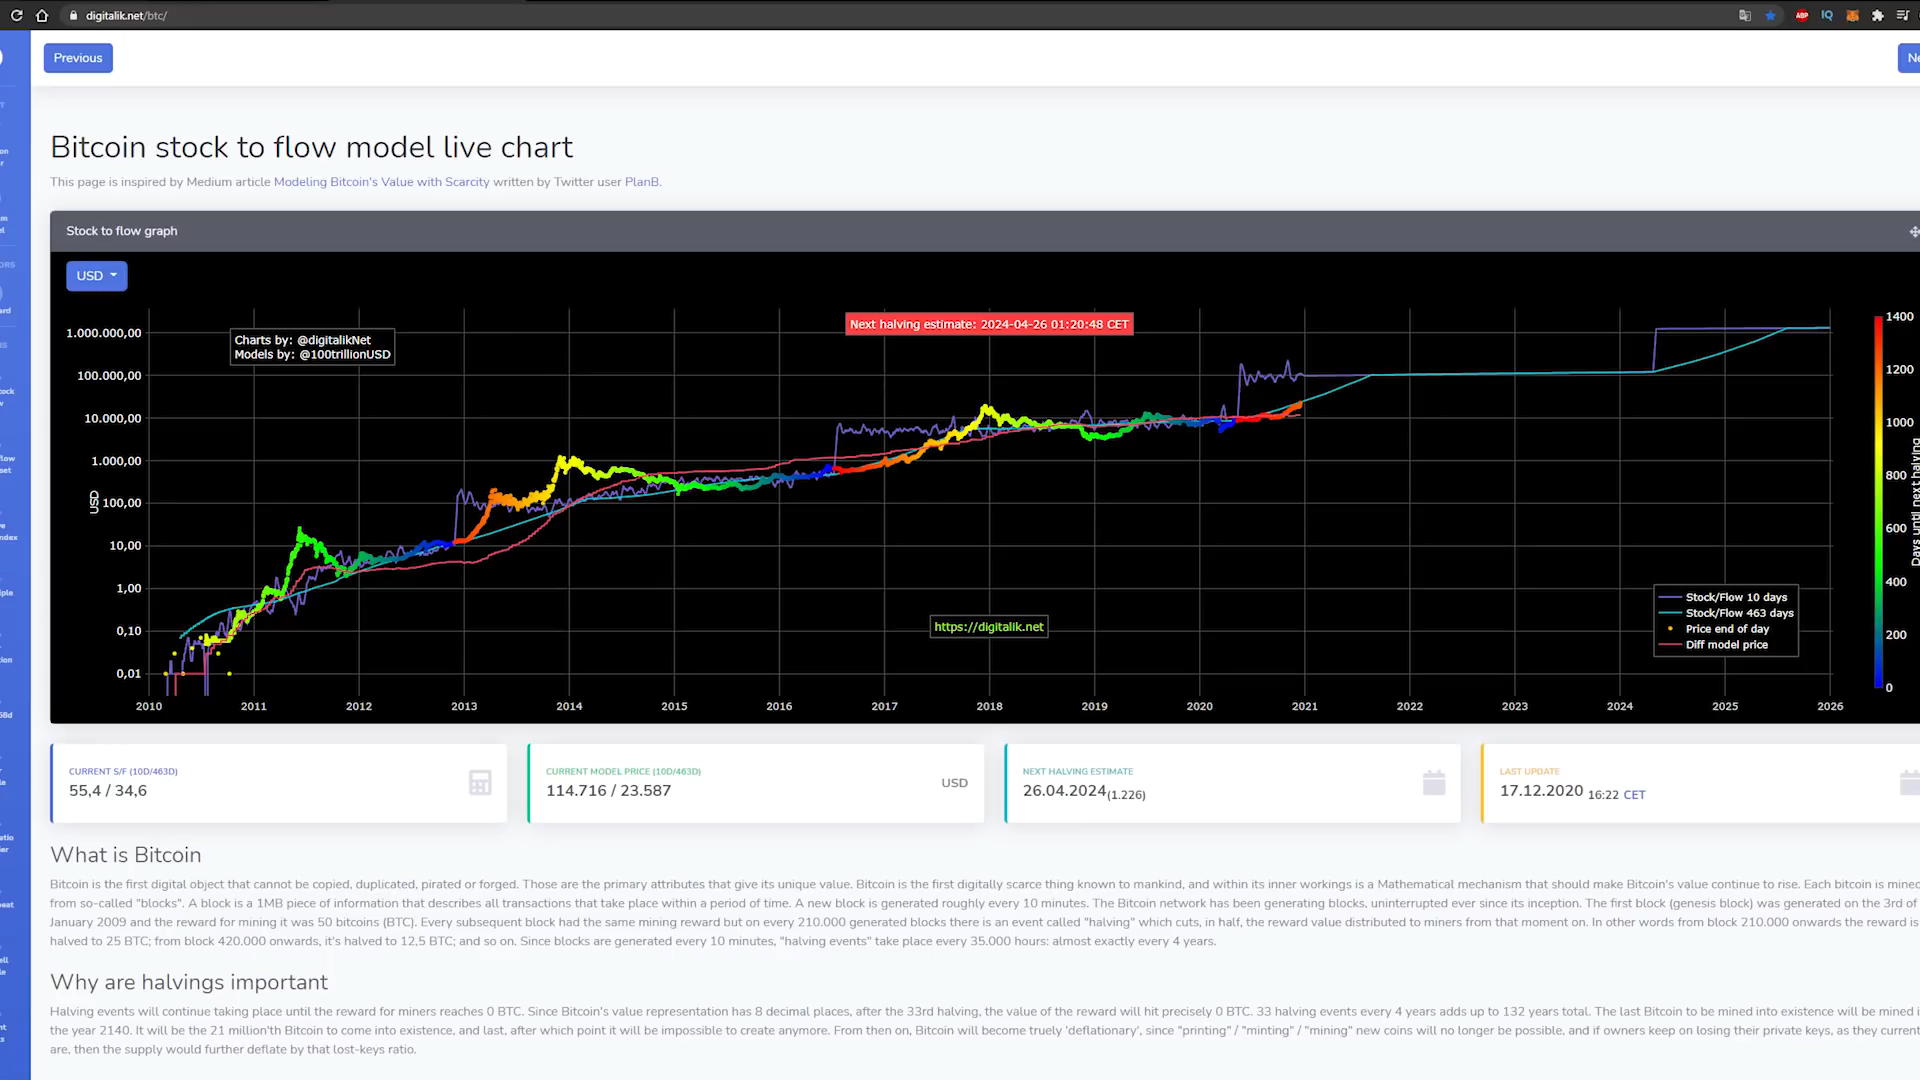 digitalik.net/btc/
Previous
Bitcoin stock to flow model live chart
This page is inspired by Medium article Modeling Bitcoin's Value with Scarcity written by Twitter user PlanB.
Stock to flow graph
USD
Next halving estimate: 2024-04-26 01:20:48 CET
Charts by: @digitalikNet
Models by: @100trillionUSD
1.000.000,00
100.000,00
10.000,00
1.000,00
100,00
10,00
1,00
0,10
0,01
USD
2010 2011 2012 2013 2014 2015 2016 2017 2018 2019 2020 2021 2022 2023 2024 2025 2026
https://digitalik.net
Stock/Flow 10 days
Stock/Flow 463 days
Price end of day
Diff model price
1400
1200
1000
800
600
400
200
0
Days until next halving
CURRENT S/F (10D/463D)
55,4 / 34,6
CURRENT MODEL PRICE (10D/463D)
114.716 / 23.587
USD
NEXT HALVING ESTIMATE
26.04.2024(1.226)
LAST UPDATE
17.12.2020 16:22 CET
What is Bitcoin
Bitcoin is the first digital object that cannot be copied, duplicated, pirated or forged. Those are the primary attributes that give its unique value. Bitcoin is the first digitally scarce thing known to mankind, and within its inner workings is a Mathematical mechanism that should make Bitcoin's value continue to rise. Each bitcoin is mined
from so-called "blocks". A block is a 1MB piece of information that describes all transactions that take place within a period of time. A new block is generated roughly every 10 minutes. The Bitcoin network has been generating blocks, uninterrupted ever since its inception. The first block (genesis block) was generated on the 3rd of
January 2009 and the reward for mining it was 50 bitcoins (BTC). Every subsequent block had the same mining reward but on every 210.000 generated blocks there is an event called "halving" which cuts, in half, the reward value distributed to miners from that moment on. In other words from block 210.000 onwards the reward is
halved to 25 BTC; from block 420.000 onwards, it's halved to 12,5 BTC; and so on. Since blocks are generated every 10 minutes, "halving events" take place every 35.000 hours: almost exactly every 4 years.
Why are halvings important
Halving events will continue taking place until the reward for miners reaches 0 BTC. Since Bitcoin's value representation has 8 decimal places, after the 33rd halving, the value of the reward will hit precisely 0 BTC. 33 halving events every 4 years adds up to 132 years total. The last Bitcoin to be mined into existence will be mined
the year 2140. It will be the 21 million'th Bitcoin to come into existence, and last, after which point it will be impossible to create anymore. From then on, Bitcoin will become truely 'deflationary', since "printing" / "minting" / "mining" new coins will no longer be possible, and if owners keep on losing their private keys, as they current
are, then the supply would further deflate by that lost-keys ratio.